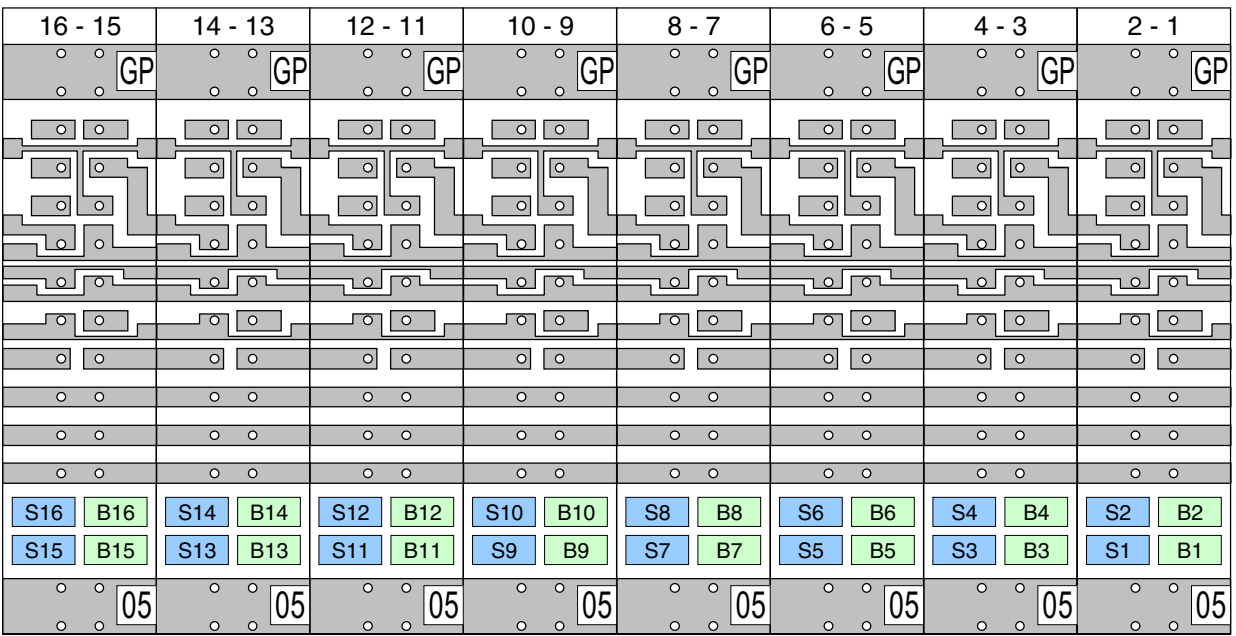 16 - 15 14 - 13 12 - 11 10 - 9 8 - 7 6 - 5 4 - 3 2 - 1
GP GP GP GP GP GP GP GP
S16 B16 S14 B14 S12 B12 S10 B10 S8 B8 S6 B6 S4 B4 S2 B2
S15 B15 S13 B13 S11 B11 S9 B9 S7 B7 S5 B5 S3 B3 S1 B1
05 05 05 05 05 05 05 05